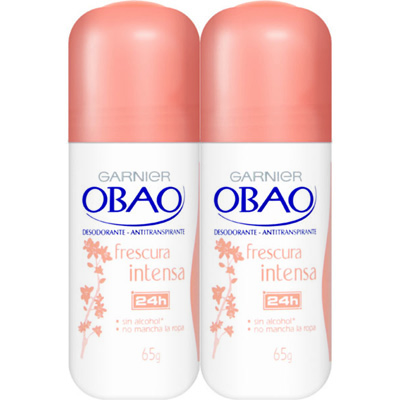 GARNIER
OBAO
DESODORANTE - ANTITRANSPIRANTE
frescura
intensa
24h
• sin alcohol*
• no mancha la ropa
65g
GARNIER
OBAO
DESODORANTE - ANTITRANSPIRANTE
frescura
intensa
24h
• sin alcohol*
• no mancha la ropa
65g